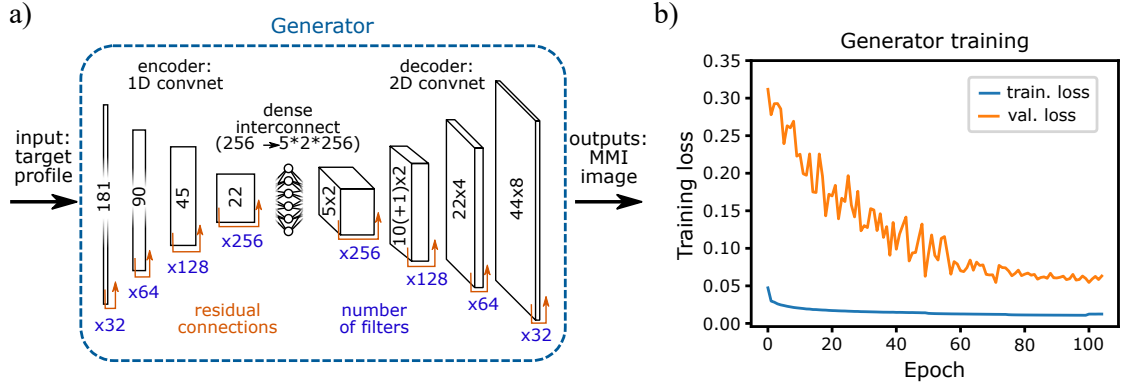 a)
Generator
encoder:
1D convnet
decoder:
2D convnet
dense
interconnect
(256 →5*2*256)
input:
target
profile
outputs:
MMI
image
181
90
45
22
5x2
10(+1)x2
22x4
44x8
x32
x64
x128
x256
x256
x128
x64
x32
residual
connections
number
of filters
b)
Generator training
train. loss
val. loss
Training loss
0.35
0.30
0.25
0.20
0.15
0.10
0.05
0.00
0
20
40
60
80
100
Epoch